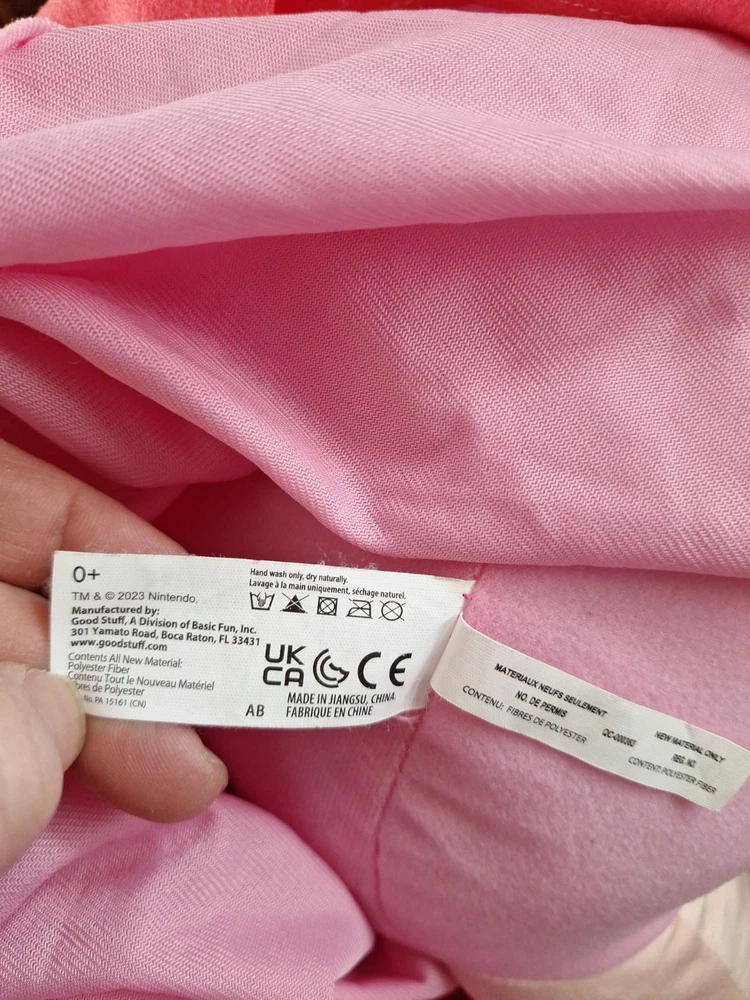 0+
TM & © 2023 Nintendo.
Manufactured by:
Good Stuff, A Division of Basic Fun, Inc.
301 Yamato Road, Boca Raton, FL 33431
www.goodstuff.com
Contents All New Material:
Polyester Fiber
Contenu Tout le Nouveau Matériel
de Polyester
No. PA 15161 (CN)
Hand wash only, dry naturally.
Lavage à la main uniquement, séchage naturel.
UK
CA
CE
MADE IN JIANGSU, CHINA.
AB FABRIQUE EN CHINE
MATERIAUX NEUFS SEULEMENT
NO. DE PERMIS
CONTENU: FIBRES DE POLYESTER
NEW MATERIAL ONLY
REG. NO.
CONTENT: POLYESTER FIBER